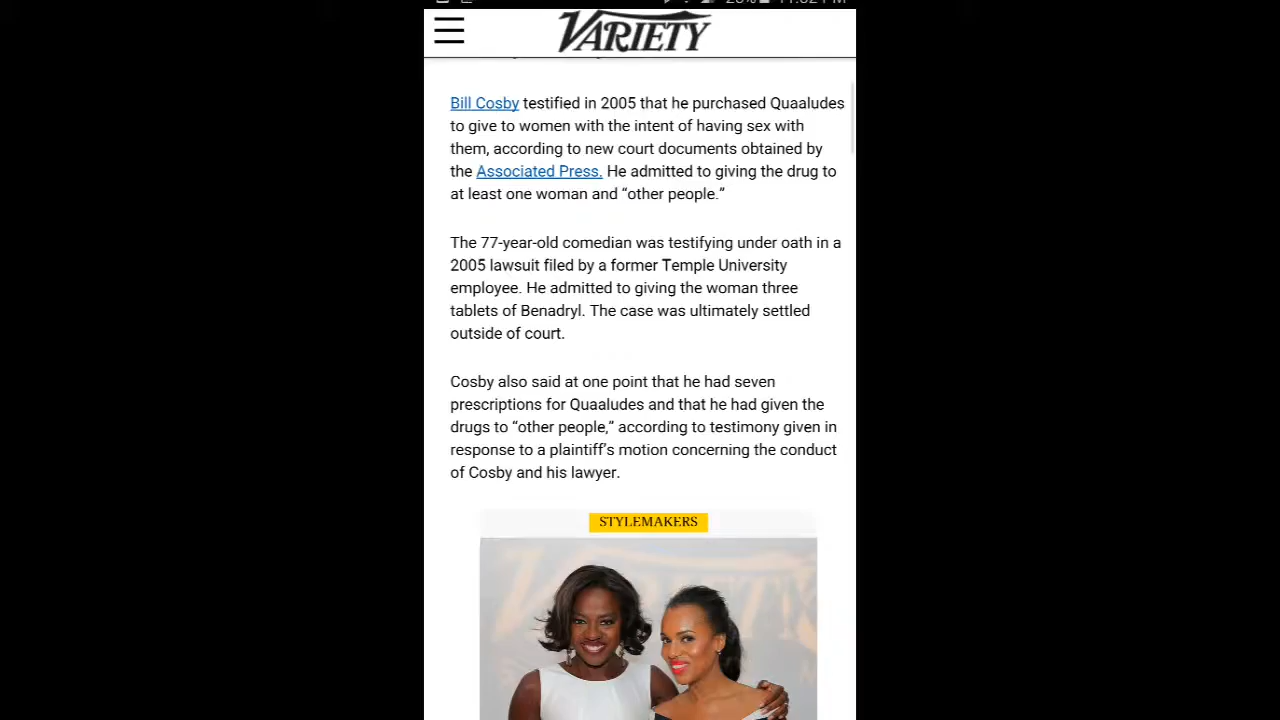 VARIETY
Bill Cosby testified in 2005 that he purchased Quaaludes
to give to women with the intent of having sex with
them, according to new court documents obtained by
the Associated Press. He admitted to giving the drug to
at least one woman and “other people.”
The 77-year-old comedian was testifying under oath in a
2005 lawsuit filed by a former Temple University
employee. He admitted to giving the woman three
tablets of Benadryl. The case was ultimately settled
outside of court.
Cosby also said at one point that he had seven
prescriptions for Quaaludes and that he had given the
drugs to “other people,” according to testimony given in
response to a plaintiff’s motion concerning the conduct
of Cosby and his lawyer.
STYLEMAKERS